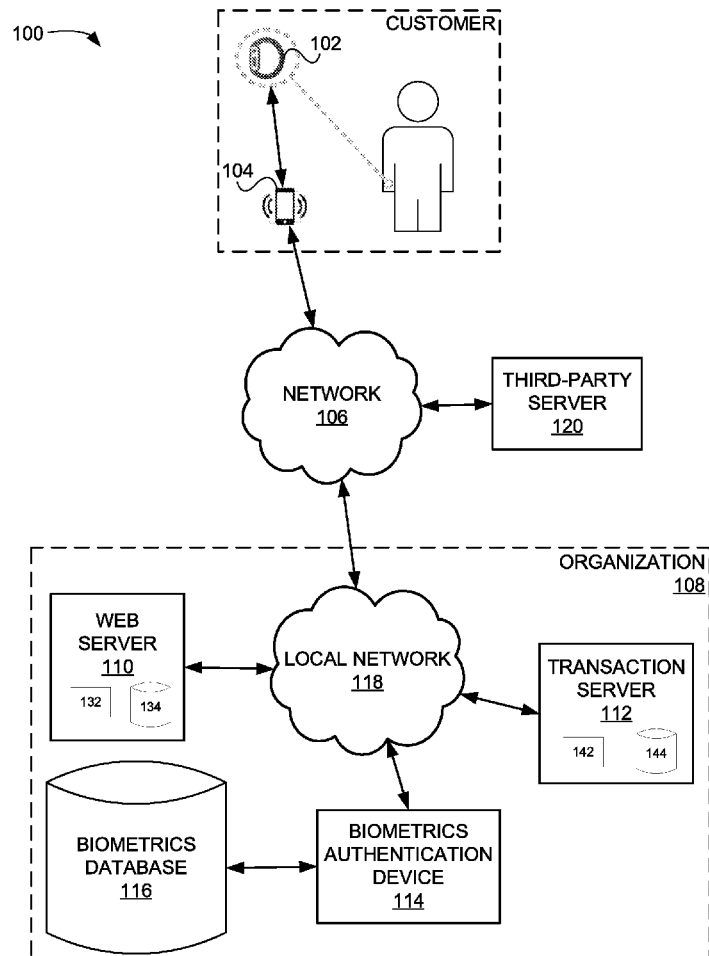 100
CUSTOMER
102
104
NETWORK
106
THIRD-PARTY
SERVER
120
ORGANIZATION
108
WEB
SERVER
110
132
134
LOCAL NETWORK
118
TRANSACTION
SERVER
112
142
144
BIOMETRICS
DATABASE
116
BIOMETRICS
AUTHENTICATION
DEVICE
114